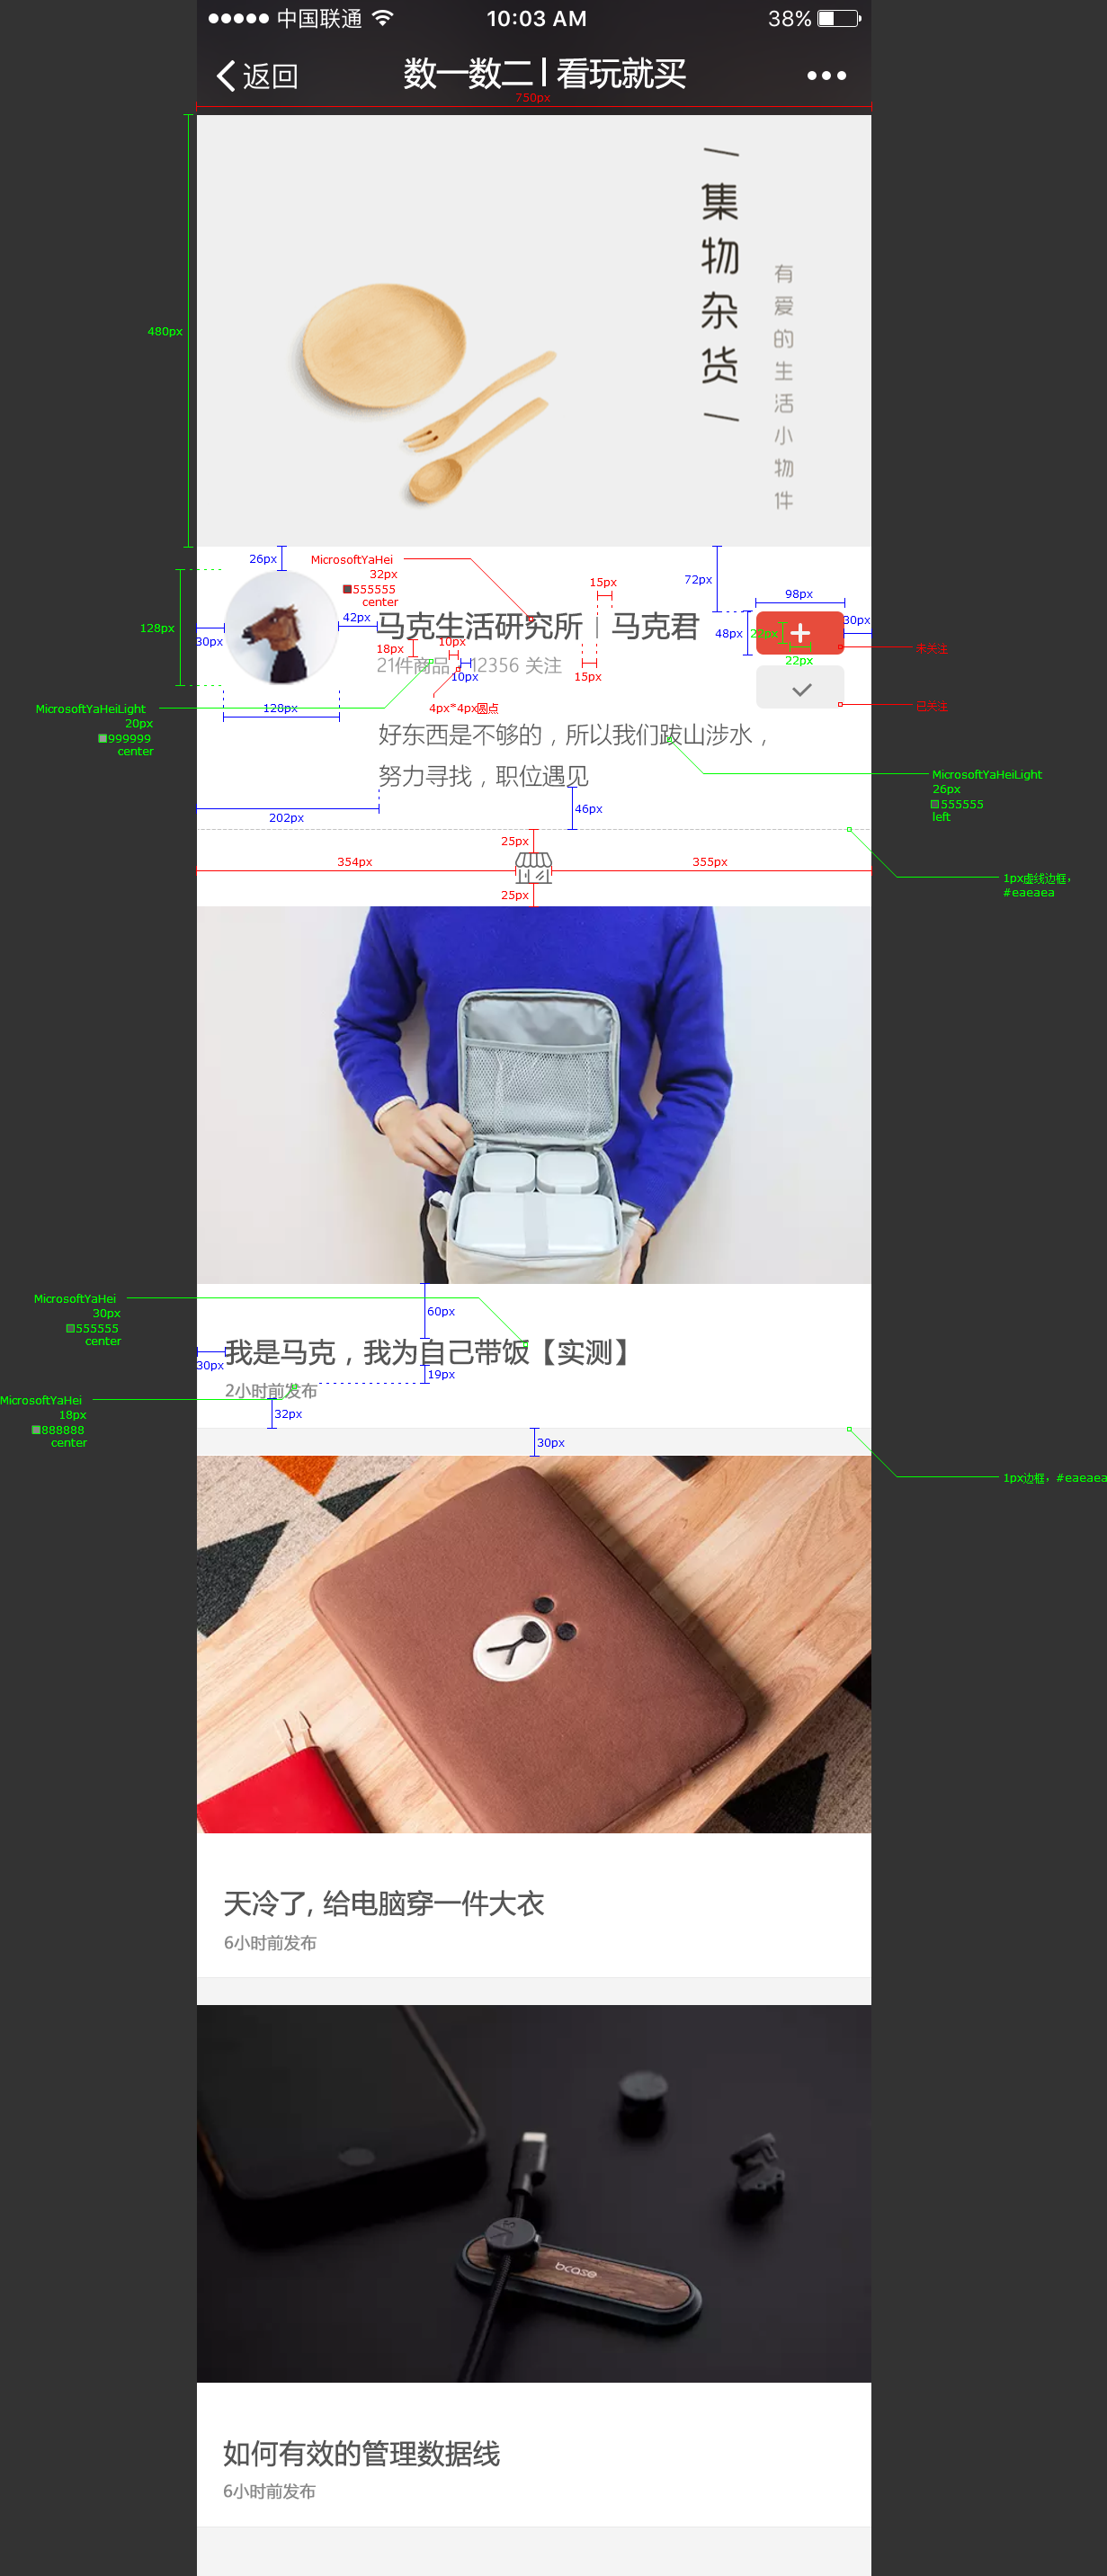 中国联通 10:03 AM 38%
返回 数一数二 | 看玩就买
750px
集物杂货
有爱的生活小物件
480px
26px
MicrosoftYaHei
32px
555555
center
15px
72px
98px
128px
30px
42px
马克生活研究所 | 马克君
48px
22px
30px
18px
10px
未关注
21件商品
12356 关注
10px
15px
22px
MicrosoftYaHeiLight
20px
999999
center
128px
4px*4px圆点
已关注
好东西是不够的，所以我们跋山涉水，
努力寻找，职位遇见
MicrosoftYaHeiLight
26px
555555
left
202px
46px
25px
354px
355px
1px虚线边框，
#eaeaea
25px
MicrosoftYaHei
30px
555555
center
60px
30px
我是马克，我为自己带饭【实测】
19px
2小时前发布
MicrosoftYaHei
18px
888888
center
32px
30px
1px边框，#eaeaea
天冷了, 给电脑穿一件大衣
6小时前发布
bcase
如何有效的管理数据线
6小时前发布